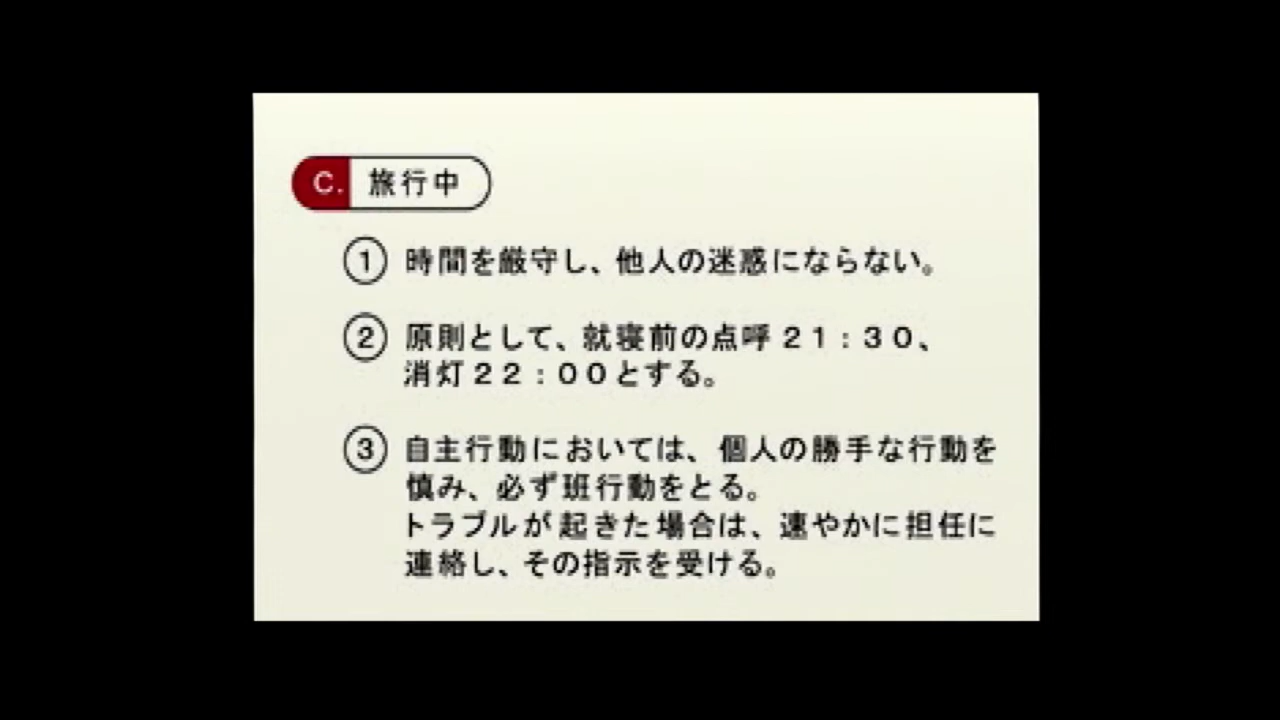 C. 旅行中
① 時間を厳守し、他人の迷惑にならない。
② 原則として、就寝前の点呼 21:30、
消灯22:00とする。
③ 自主行動においては、個人の勝手な行動を
慎み、必ず班行動をとる。
トラブルが起きた場合は、速やかに担任に
連絡し、その指示を受ける。